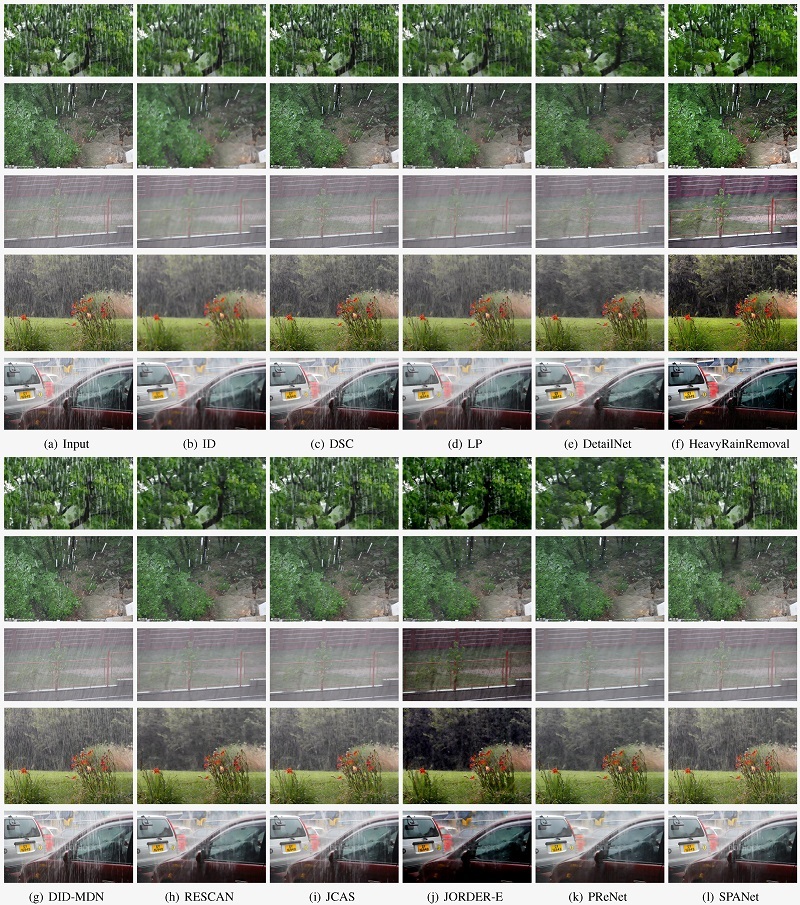 (a) Input
(b) ID
(c) DSC
(d) LP
(e) DetailNet
(f) HeavyRainRemoval
(g) DID-MDN
(h) RESCAN
(i) JCAS
(j) JORDER-E
(k) PReNet
(l) SPANet